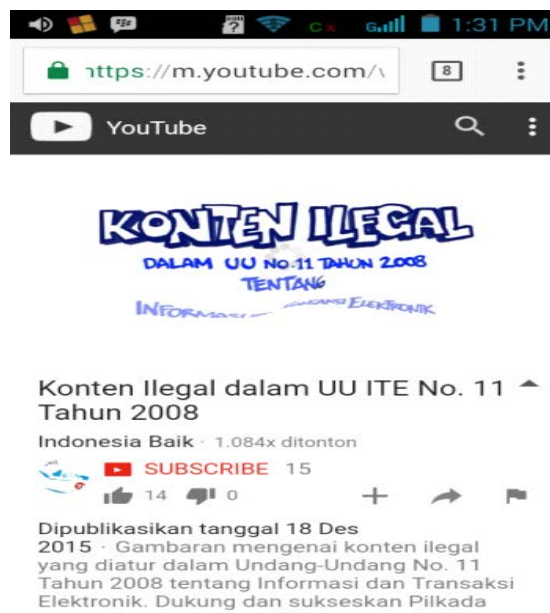 1:31 PM
https://m.youtube.com/
8
YouTube
KONTEN ILEGAL
DALAM UU NO.11 TAHUN 2008
TENTANG
ELEKTRONIK
Konten Ilegal dalam UU ITE No. 11
Tahun 2008
Indonesia Baik · 1.084x ditonton
SUBSCRIBE 15
14 0
Dipublikasikan tanggal 18 Des
2015 · Gambaran mengenai konten ilegal
yang diatur dalam Undang-Undang No. 11
Tahun 2008 tentang Informasi dan Transaksi
Elektronik. Dukung dan sukseskan Pilkada